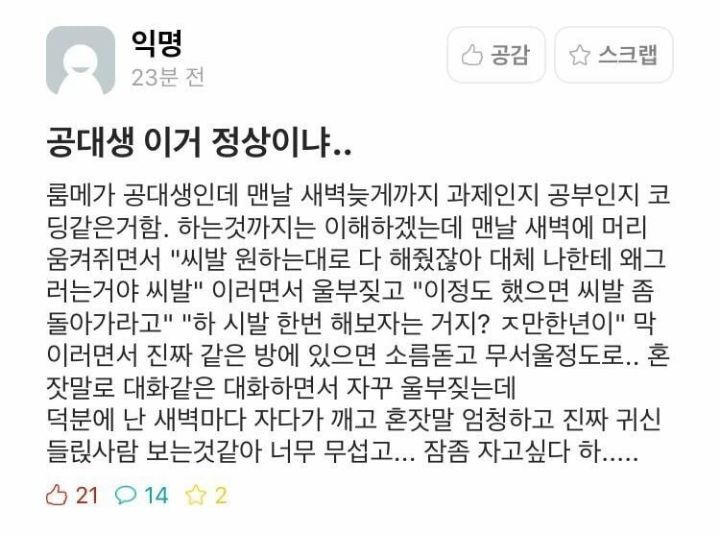 익명
23분 전
공감
스크랩
공대생 이거 정상이냐..
룸메가 공대생인데 맨날 새벽늦게까지 과제인지 공부인지 코
딩같은거함. 하는것까지는 이해하겠는데 맨날 새벽에 머리
움켜쥐면서 "씨발 원하는대로 다 해줬잖아 대체 나한테 왜그
러는거야 씨발" 이러면서 울부짖고 "이정도 했으면 씨발 좀
돌아가라고" "하 시발 한번 해보자는 거지? ㅈ만한년이" 막
이러면서 진짜 같은 방에 있으면 소름돋고 무서울정도로.. 혼
잣말로 대화같은 대화하면서 자꾸 울부짖는데
덕분에 난 새벽마다 자다가 깨고 혼잣말 엄청하고 진짜 귀신
들릱사람 보는것같아 너무 무섭고... 잠좀 자고싶다 하.....
21 14 2